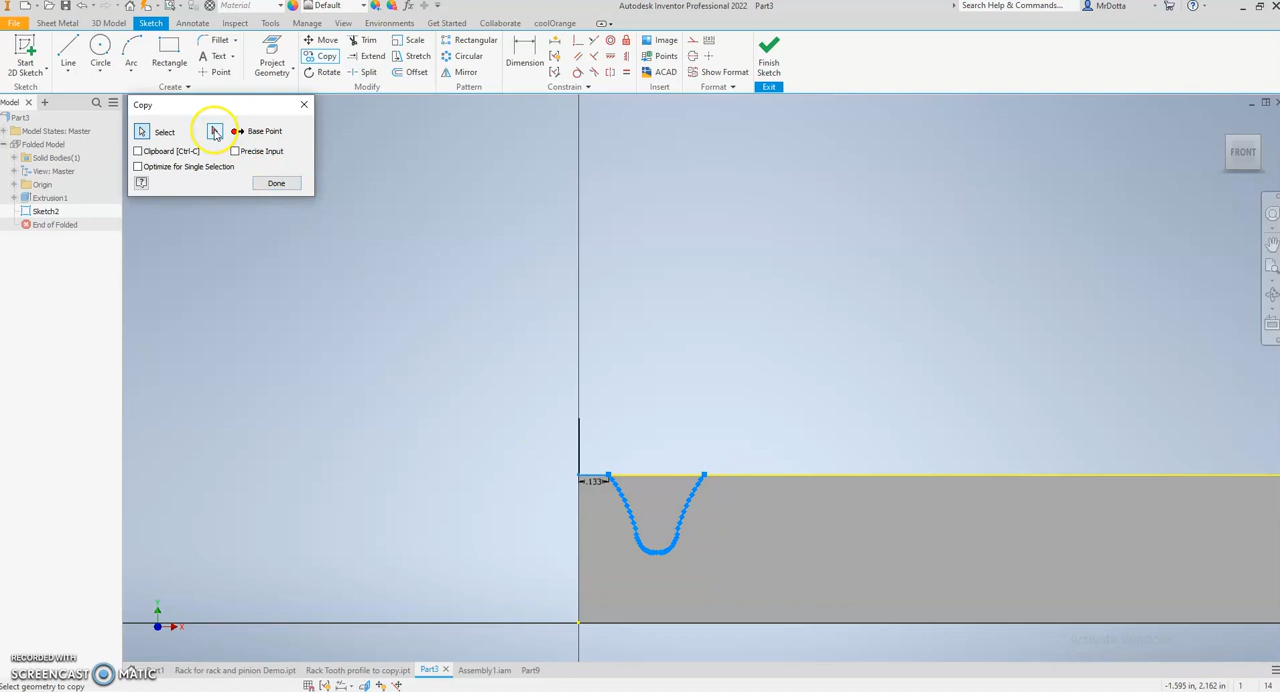 Material
Default
Autodesk Inventor Professional 2022 Part3
Search Help & Commands...
MrDotta
File
Sheet Metal
3D Model
Sketch
Annotate
Inspect
Tools
Manage
View
Environments
Get Started
Collaborate
coolOrange
Start
2D Sketch
Line
Circle
Arc
Rectangle
Fillet
Text
Point
Project
Geometry
Move
Copy
Rotate
Trim
Extend
Split
Scale
Stretch
Offset
Rectangular
Circular
Mirror
Dimension
Image
Points
ACAD
Show Format
Finish
Sketch
Sketch
Create
Modify
Pattern
Constrain
Insert
Format
Exit
Model
Part3
Model States: Master
Folded Model
Solid Bodies(1)
View: Master
Origin
Extrusion1
Sketch2
End of Folded
Copy
Select
Base Point
Clipboard [Ctrl-C]
Precise Input
Optimize for Single Selection
Done
FRONT
.133
Y
X
Activate Windows
RECORDED WITH
SCREENCAST MATIC
Part1
Rack for rack and pinion Demo.ipt
Rack Tooth profile to copy.ipt
Part3
Assembly1.iam
Part9
Select geometry to copy
-1.595 in, 2.162 in
1
14